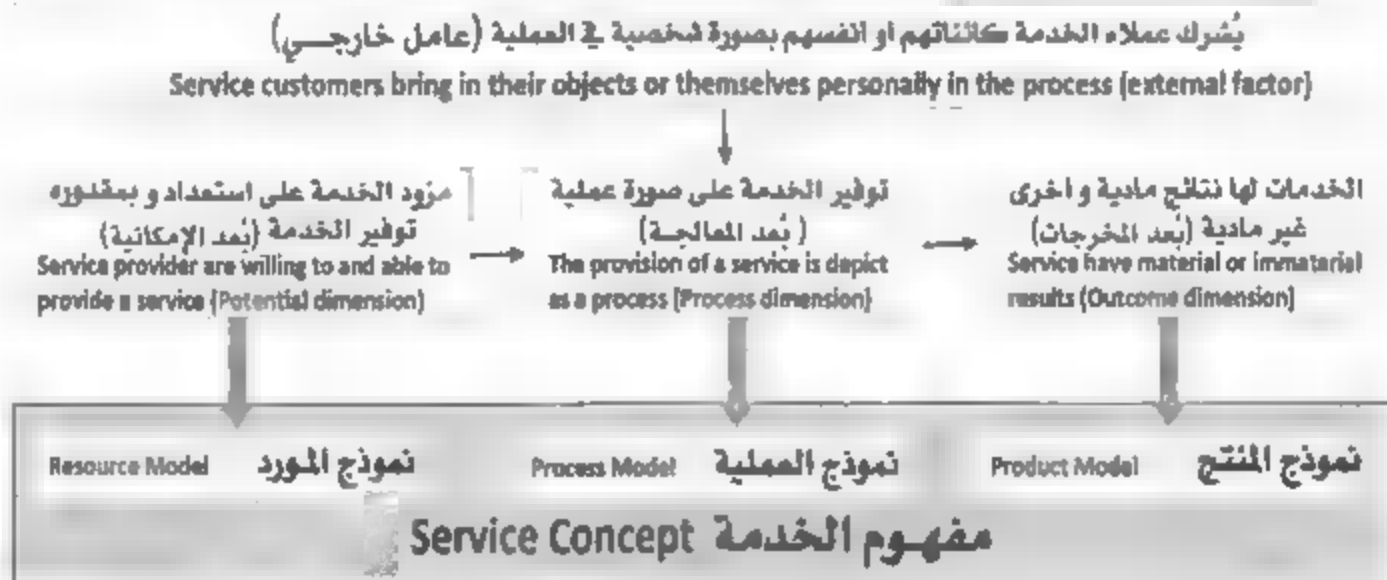 يُشرك عملاء الخدمة كائناتهم أو انفسهم بصورة شخصية في العملية (عامل خارجي)
Service customers bring in their objects or themselves personally in the process (external factor)
مزود الخدمة على استعداد و بمقدوره
توفير الخدمة (بُعد الإمكانية)
Service provider are willing to and able to
provide a service (Potential dimension)
توفير الخدمة على صورة عملية
(بُعد المعالجة)
The provision of a service is depict
as a process (Process dimension)
الخدمات لها نتائج مادية و اخرى
غير مادية (بُعد المخرجات)
Service have material or immaterial
results (Outcome dimension)
Resource Model نموذج المورد
Process Model نموذج العملية
Product Model نموذج المنتج
Service Concept مفهوم الخدمة